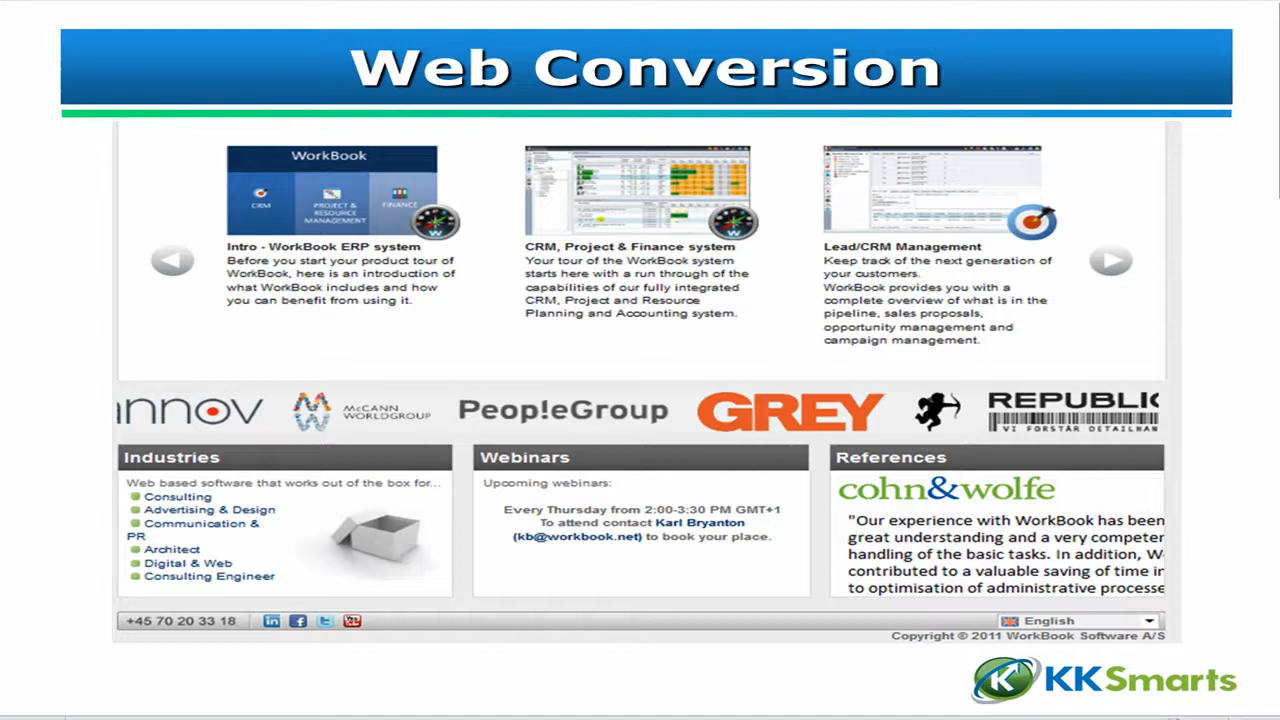 Web Conversion
WorkBook
CRM
PROJECT &
RESOURCE
MANAGEMENT
FINANCE
Intro - WorkBook ERP system
Before you start your product tour of
WorkBook, here is an introduction of
what WorkBook includes and how
you can benefit from using it.
CRM, Project & Finance system
Your tour of the WorkBook system
starts here with a run through of the
capabilities of our fully integrated
CRM, Project and Resource
Planning and Accounting system.
Lead/CRM Management
Keep track of the next generation of
your customers.
WorkBook provides you with a
complete overview of what is in the
pipeline, sales proposals,
opportunity management and
campaign management.
nnov
McCANN
WORLDGROUP
Peop!eGroup
GREY
REPUBLIC
VI FORSTÅR DETAILHAN
Industries
Web based software that works out of the box for...
Consulting
Advertising & Design
Communication &
PR
Architect
Digital & Web
Consulting Engineer
Webinars
Upcoming webinars:
Every Thursday from 2:00-3:30 PM GMT+1
To attend contact Karl Bryanton
(kb@workbook.net) to book your place.
References
cohn&wolfe
"Our experience with WorkBook has been
great understanding and a very competen
handling of the basic tasks. In addition, W
contributed to a valuable saving of time in
to optimisation of administrative processe
+45 70 20 33 18
in
f
t
You
English
Copyright © 2011 WorkBook Software A/S
K KKSmarts